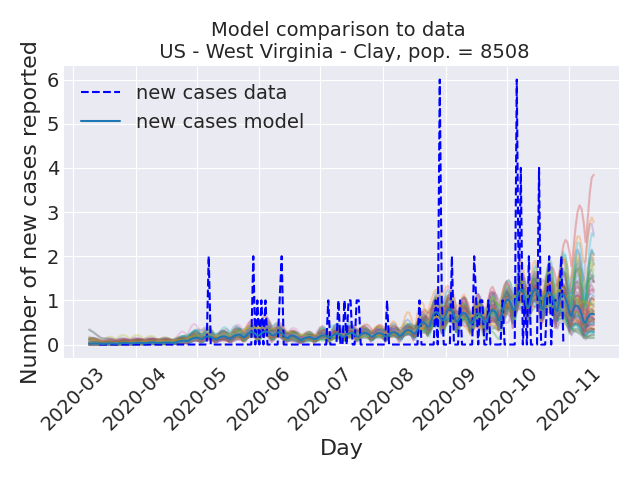 Model comparison to data
US - West Virginia - Clay, pop. = 8508
Number of new cases reported
6
5
4
3
2
1
0
new cases data
new cases model
2020-03
2020-04
2020-05
2020-06
2020-07
2020-08
2020-09
2020-10
2020-11
Day